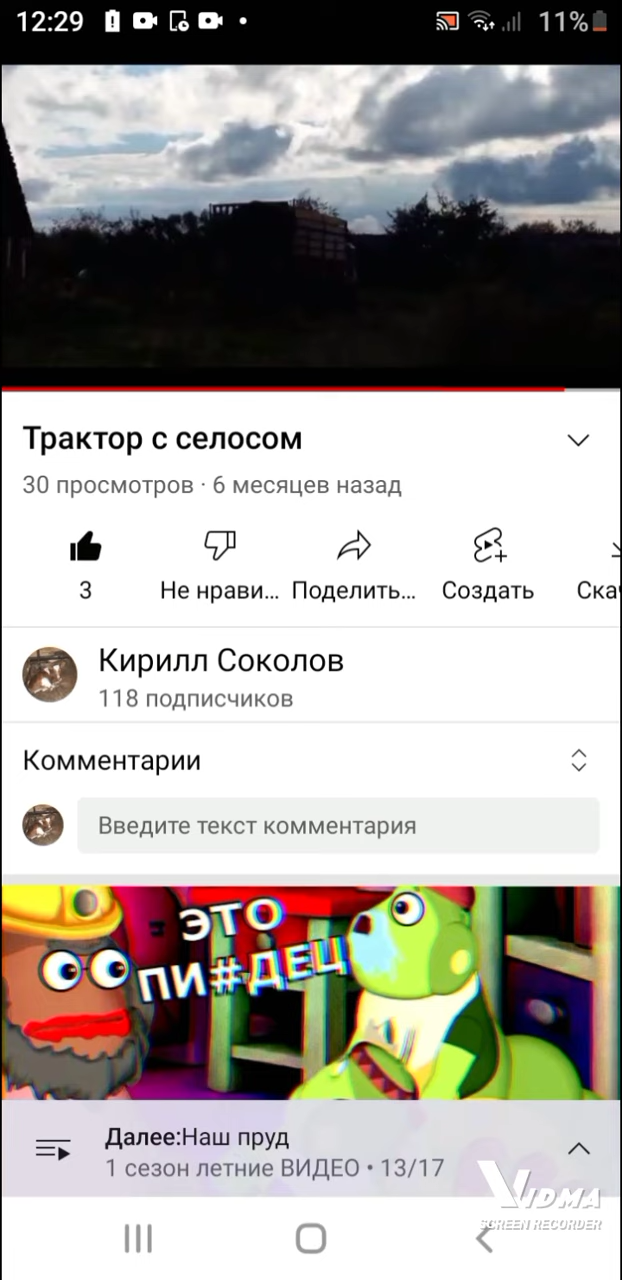 12:29
11%
Трактор с селосом
30 просмотров · 6 месяцев назад
3
Не нрави...
Поделить...
Создать
Ска
Кирилл Соколов
118 подписчиков
Комментарии
Введите текст комментария
ЭТО
ПИ#ДЕЦ
Далее:Наш пруд
1 сезон летние ВИДЕО • 13/17
VIDMA
SCREEN RECORDER